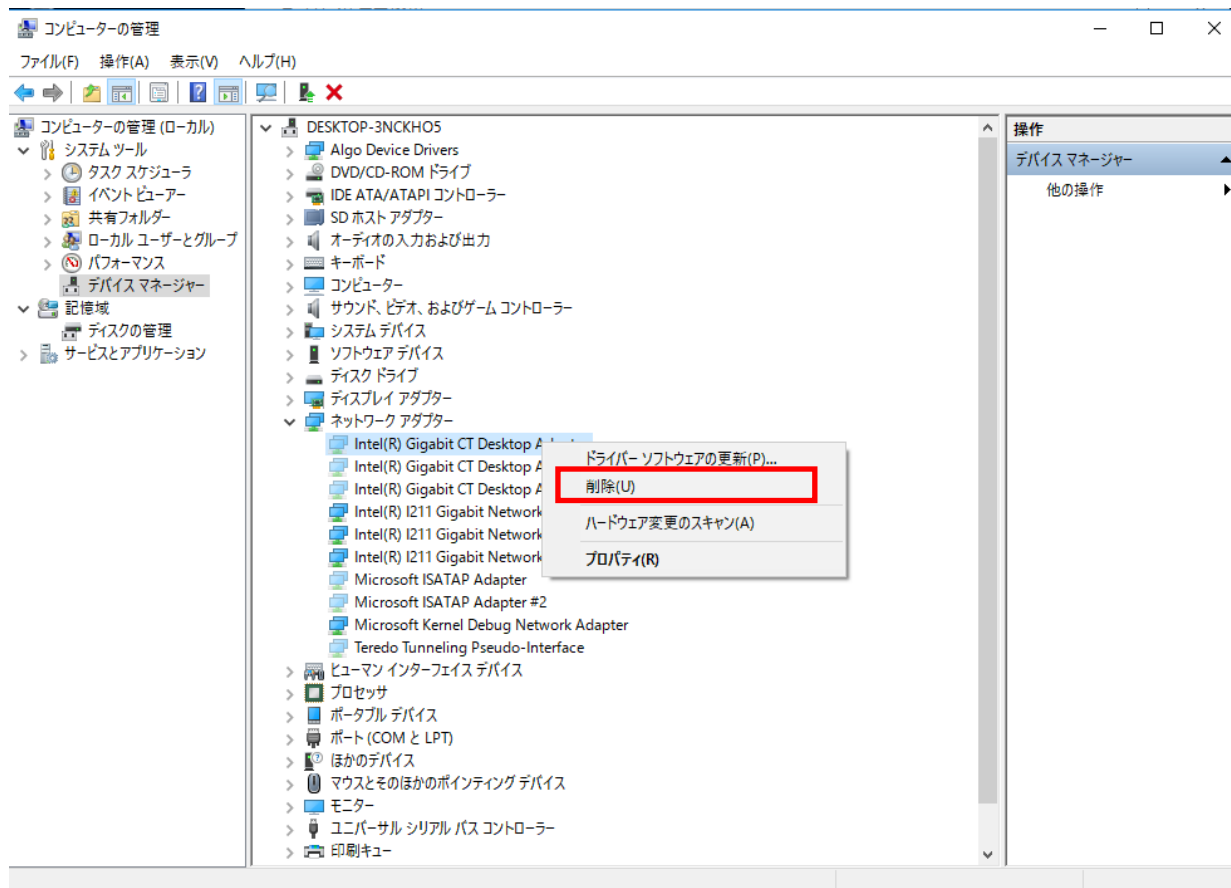 コンピューターの管理
ファイル(F) 操作(A) 表示(V) ヘルプ(H)
コンピューターの管理 (ローカル)
システム ツール
タスク スケジューラ
イベント ビューアー
共有フォルダー
ローカル ユーザーとグループ
パフォーマンス
デバイス マネージャー
記憶域
ディスクの管理
サービスとアプリケーション
DESKTOP-3NCKHO5
Algo Device Drivers
DVD/CD-ROM ドライブ
IDE ATA/ATAPI コントローラー
SD ホスト アダプター
オーディオの入力および出力
キーボード
コンピューター
サウンド、ビデオ、およびゲーム コントローラー
システム デバイス
ソフトウェア デバイス
ディスク ドライブ
ディスプレイ アダプター
ネットワーク アダプター
Intel(R) Gigabit CT Desktop
Intel(R) Gigabit CT Desktop A
Intel(R) Gigabit CT Desktop A
Intel(R) I211 Gigabit Network
Intel(R) I211 Gigabit Network
Intel(R) I211 Gigabit Network
Microsoft ISATAP Adapter
Microsoft ISATAP Adapter #2
Microsoft Kernel Debug Network Adapter
Teredo Tunneling Pseudo-Interface
ヒューマン インターフェイス デバイス
プロセッサ
ポータブル デバイス
ポート (COM と LPT)
ほかのデバイス
マウスとそのほかのポインティング デバイス
モニター
ユニバーサル シリアル バス コントローラー
印刷キュー
ドライバー ソフトウェアの更新(P)...
削除(U)
ハードウェア変更のスキャン(A)
プロパティ(R)
操作
デバイス マネージャー
他の操作